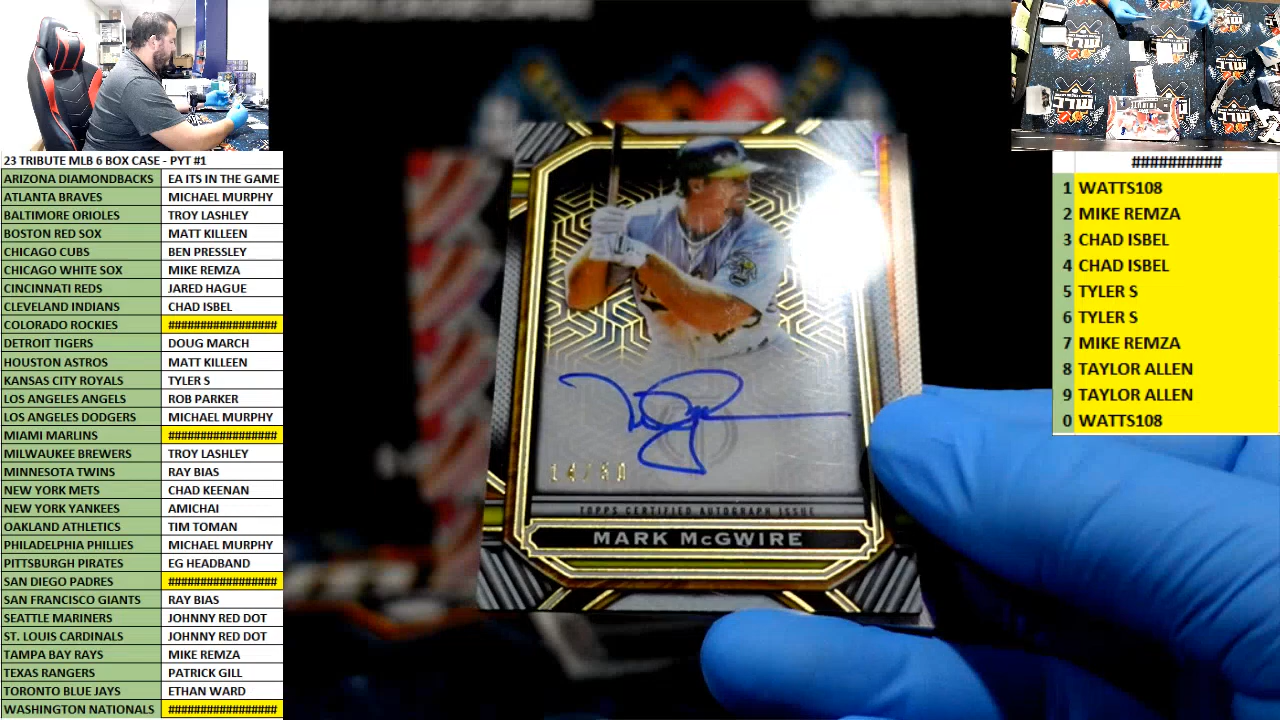 23 TRIBUTE MLB 6 BOX CASE - PYT #1
ARIZONA DIAMONDBACKS EA ITS IN THE GAME
ATLANTA BRAVES MICHAEL MURPHY
BALTIMORE ORIOLES TROY LASHLEY
BOSTON RED SOX MATT KILLEEN
CHICAGO CUBS BEN PRESSLEY
CHICAGO WHITE SOX MIKE REMZA
CINCINNATI REDS JARED HAGUE
CLEVELAND INDIANS CHAD ISBEL
COLORADO ROCKIES #################
DETROIT TIGERS DOUG MARCH
HOUSTON ASTROS MATT KILLEEN
KANSAS CITY ROYALS TYLER S
LOS ANGELES ANGELS ROB PARKER
LOS ANGELES DODGERS MICHAEL MURPHY
MIAMI MARLINS #################
MILWAUKEE BREWERS TROY LASHLEY
MINNESOTA TWINS RAY BIAS
NEW YORK METS CHAD KEENAN
NEW YORK YANKEES AMICHAI
OAKLAND ATHLETICS TIM TOMAN
PHILADELPHIA PHILLIES MICHAEL MURPHY
PITTSBURGH PIRATES EG HEADBAND
SAN DIEGO PADRES #################
SAN FRANCISCO GIANTS RAY BIAS
SEATTLE MARINERS JOHNNY RED DOT
ST. LOUIS CARDINALS JOHNNY RED DOT
TAMPA BAY RAYS MIKE REMZA
TEXAS RANGERS PATRICK GILL
TORONTO BLUE JAYS ETHAN WARD
WASHINGTON NATIONALS #################
TOPPS CERTIFIED AUTOGRAPH ISSUE
MARK McGWIRE
##########
1 WATTS108
2 MIKE REMZA
3 CHAD ISBEL
4 CHAD ISBEL
5 TYLER S
6 TYLER S
7 MIKE REMZA
8 TAYLOR ALLEN
9 TAYLOR ALLEN
0 WATTS108